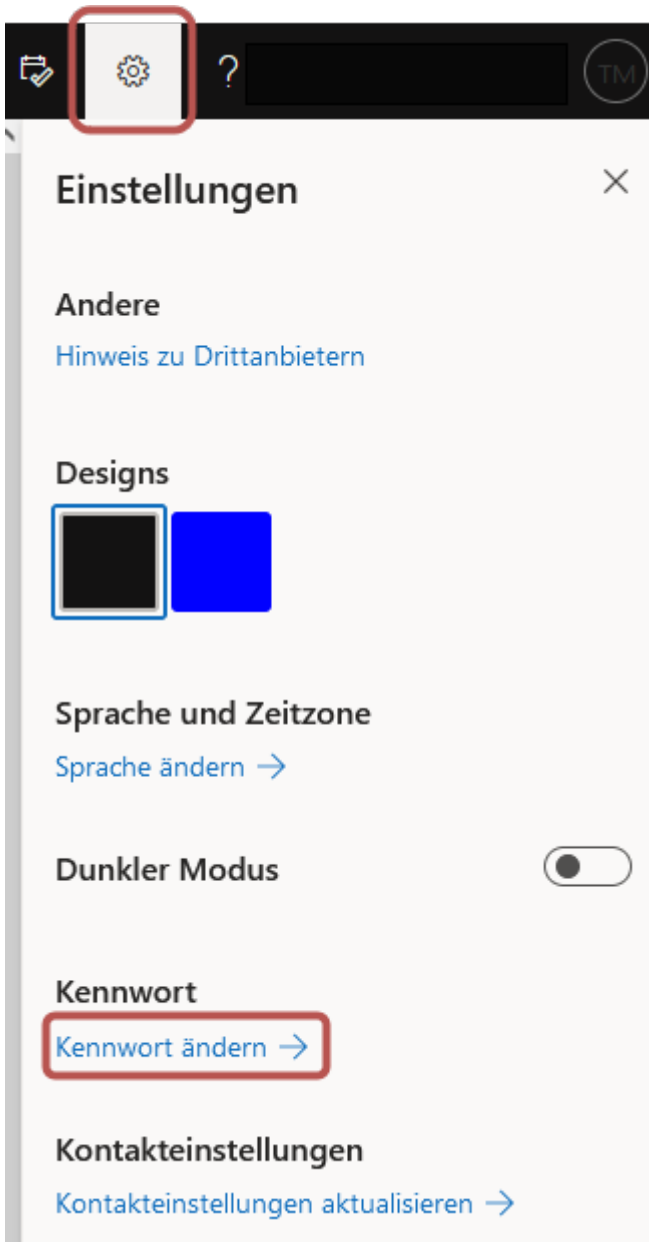 ?
TM
Einstellungen
Andere
Hinweis zu Drittanbietern
Designs
Sprache und Zeitzone
Sprache ändern →
Dunkler Modus
Kennwort
Kennwort ändern →
Kontakteinstellungen
Kontakteinstellungen aktualisieren →